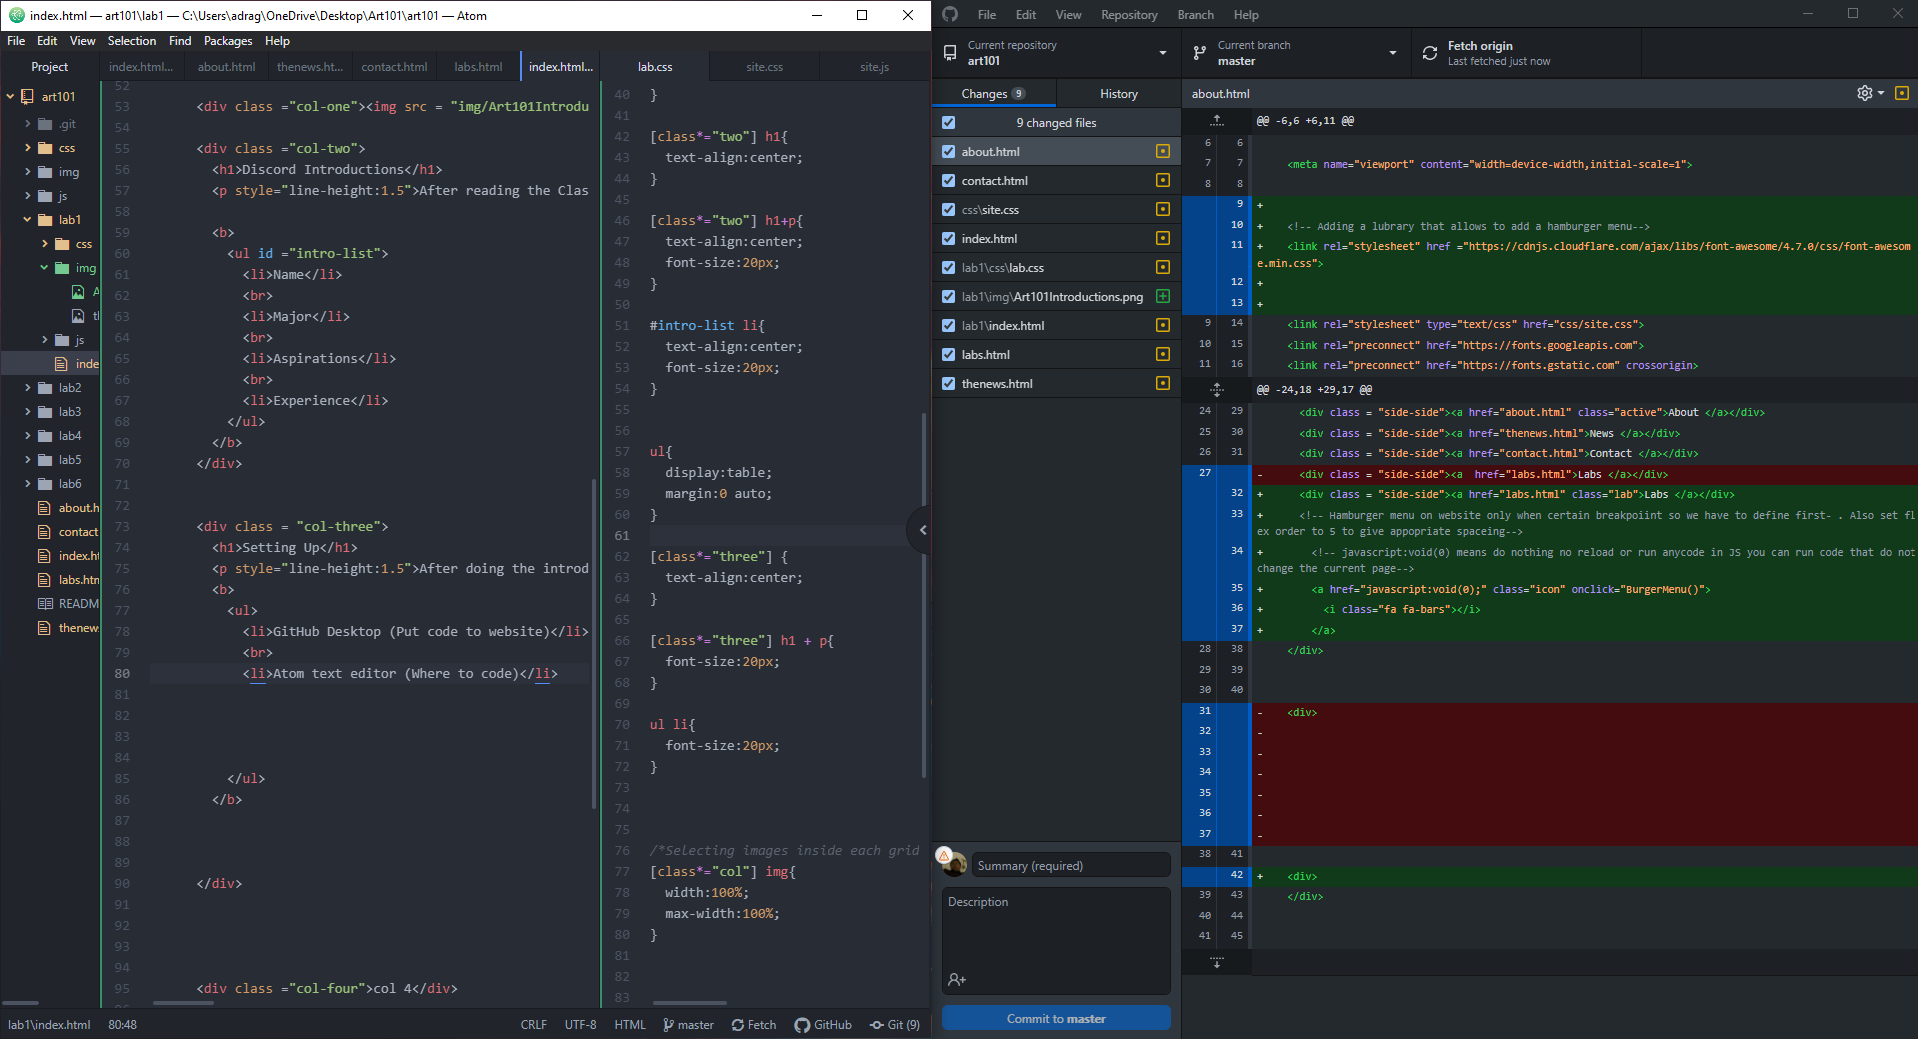 index.html — art101\lab1 — C:\Users\adrag\OneDrive\Desktop\Art101\art101 — Atom
File Edit View Selection Find Packages Help
Project
index.html... about.html thenews.ht... contact.html labs.html index.html... lab.css site.css site.js
art101
.git
css
img
js
lab1
css
img
A
js
inde
lab2
lab3
lab4
lab5
lab6
about.h
contact
index.ht
labs.htm
READM
thenews
52
53 <div class ="col-one"><img src = "img/Art101Introdu
54
55 <div class ="col-two">
56 <h1>Discord Introductions</h1>
57 <p style="line-height:1.5">After reading the Clas
58
59 <b>
60 <ul id ="intro-list">
61 <li>Name</li>
62 <br>
63 <li>Major</li>
64 <br>
65 <li>Aspirations</li>
66 <br>
67 <li>Experience</li>
68 </ul>
69 </b>
70 </div>
71
72
73 <div class = "col-three">
74 <h1>Setting Up</h1>
75 <p style="line-height:1.5">After doing the introd
76 <b>
77 <ul>
78 <li>GitHub Desktop (Put code to website)</li>
79 <br>
80 <li>Atom text editor (Where to code)</li>
81
82
83
84
85 </ul>
86 </b>
87
88
89
90 </div>
91
92
93
94
95 <div class ="col-four">col 4</div>
40 }
41
42 [class*="two"] h1{
43 text-align:center;
44 }
45
46 [class*="two"] h1+p{
47 text-align:center;
48 font-size:20px;
49 }
50
51 #intro-list li{
52 text-align:center;
53 font-size:20px;
54 }
55
56
57 ul{
58 display:table;
59 margin:0 auto;
60 }
61
62 [class*="three"] {
63 text-align:center;
64 }
65
66 [class*="three"] h1 + p{
67 font-size:20px;
68 }
69
70 ul li{
71 font-size:20px;
72 }
73
74
75
76 /*Selecting images inside each grid
77 [class*="col"] img{
78 width:100%;
79 max-width:100%;
80 }
81
82
83
lab1\index.html 80:48 CRLF UTF-8 HTML master Fetch GitHub Git (9)
File Edit View Repository Branch Help
Current repository
art101
Current branch
master
Fetch origin
Last fetched just now
Changes 9 History
9 changed files
about.html
contact.html
css\site.css
index.html
lab1\css\lab.css
lab1\img\Art101Introductions.png
lab1\index.html
labs.html
thenews.html
Summary (required)
Description
Commit to master
about.html
@@ -6,6 +6,11 @@
6 6
7 7 <meta name="viewport" content="width=device-width,initial-scale=1">
8 8
9 +
10 + <!-- Adding a lubrary that allows to add a hamburger menu-->
11 + <link rel="stylesheet" href ="https://cdnjs.cloudflare.com/ajax/libs/font-awesome/4.7.0/css/font-awesom
e.min.css">
12 +
13 +
9 14 <link rel="stylesheet" type="text/css" href="css/site.css">
10 15 <link rel="preconnect" href="https://fonts.googleapis.com">
11 16 <link rel="preconnect" href="https://fonts.gstatic.com" crossorigin>
@@ -24,18 +29,17 @@
24 29 <div class = "side-side"><a href="about.html" class="active">About </a></div>
25 30 <div class = "side-side"><a href="thenews.html">News </a></div>
26 31 <div class = "side-side"><a href="contact.html">Contact </a></div>
27 - <div class = "side-side"><a  href="labs.html">Labs </a></div>
32 + <div class = "side-side"><a href="labs.html" class="lab">Labs </a></div>
33 + <!-- Hamburger menu on website only when certain breakpoiint so we have to define first- . Also set fl
ex order to 5 to give appopriate spaceing-->
34 + <!-- javascript:void(0) means do nothing no reload or run anycode in JS you can run code that do not
change the current page-->
35 + <a href="javascript:void(0);" class="icon" onclick="BurgerMenu()">
36 + <i class="fa fa-bars"></i>
37 + </a>
28 38 </div>
29 39
30 40
31 - <div>
32 -
33 -
34 -
35 -
36 -
37 -
38 41
42 + <div>
39 43 </div>
40 44
41 45